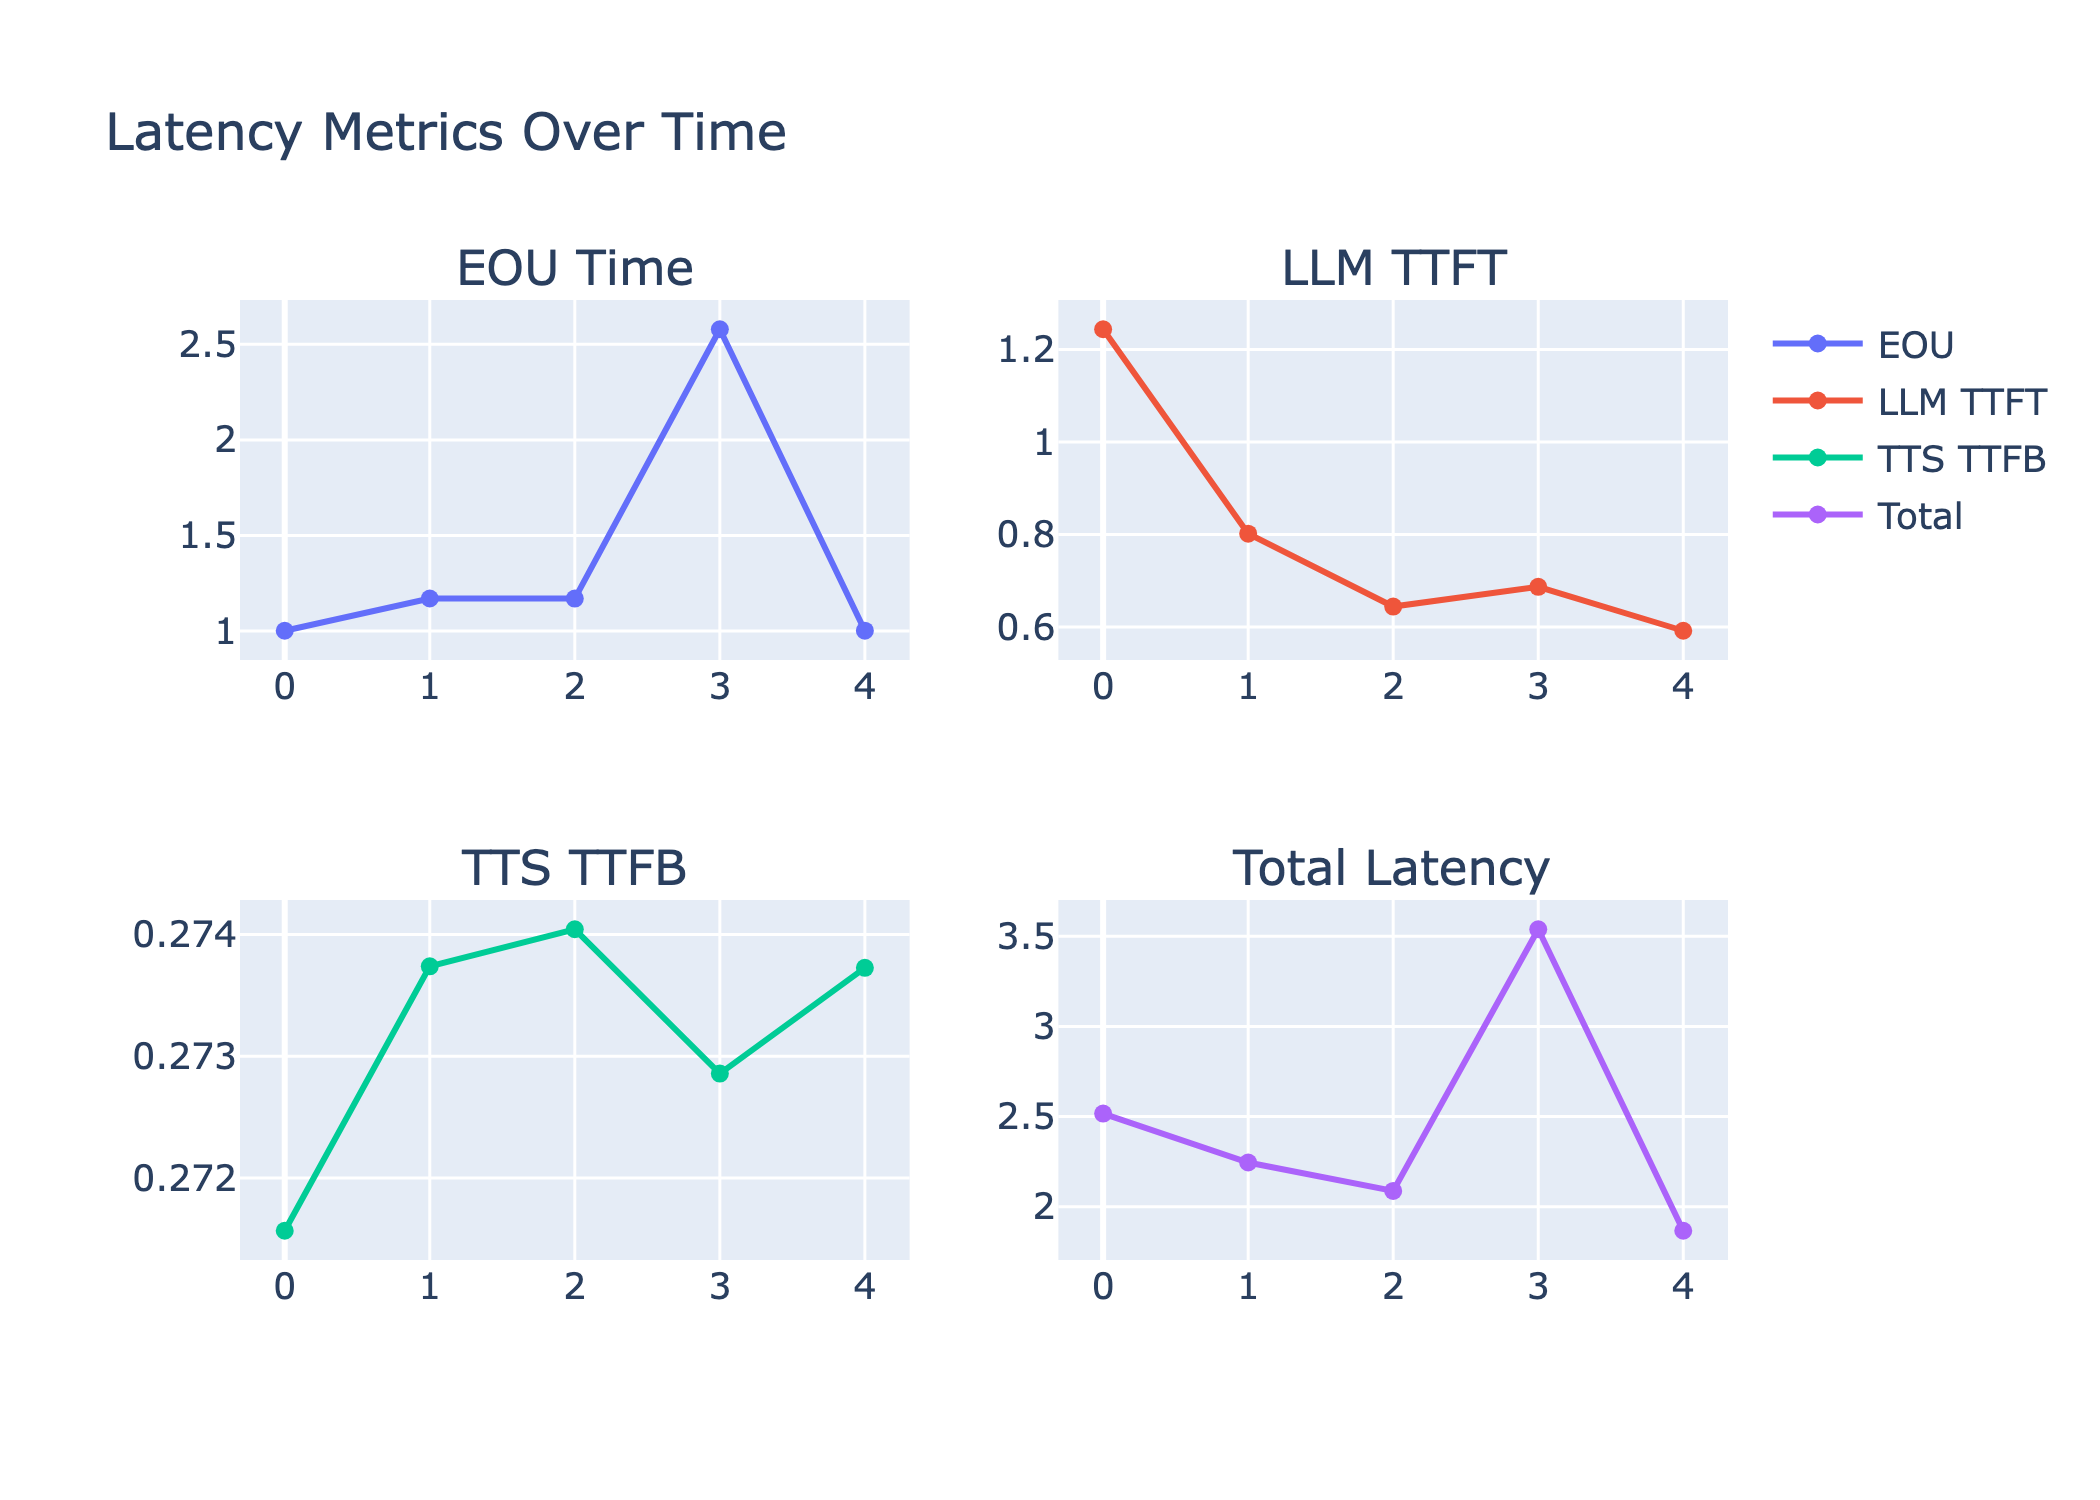 Latency Metrics Over Time
EOU Time
LLM TTFT
2.5
2
1.5
1
0 1 2 3 4
1.2
1
0.8
0.6
0 1 2 3 4
EOU
LLM TTFT
TTS TTFB
Total
TTS TTFB
Total Latency
0.274
0.273
0.272
0 1 2 3 4
3.5
3
2.5
2
0 1 2 3 4